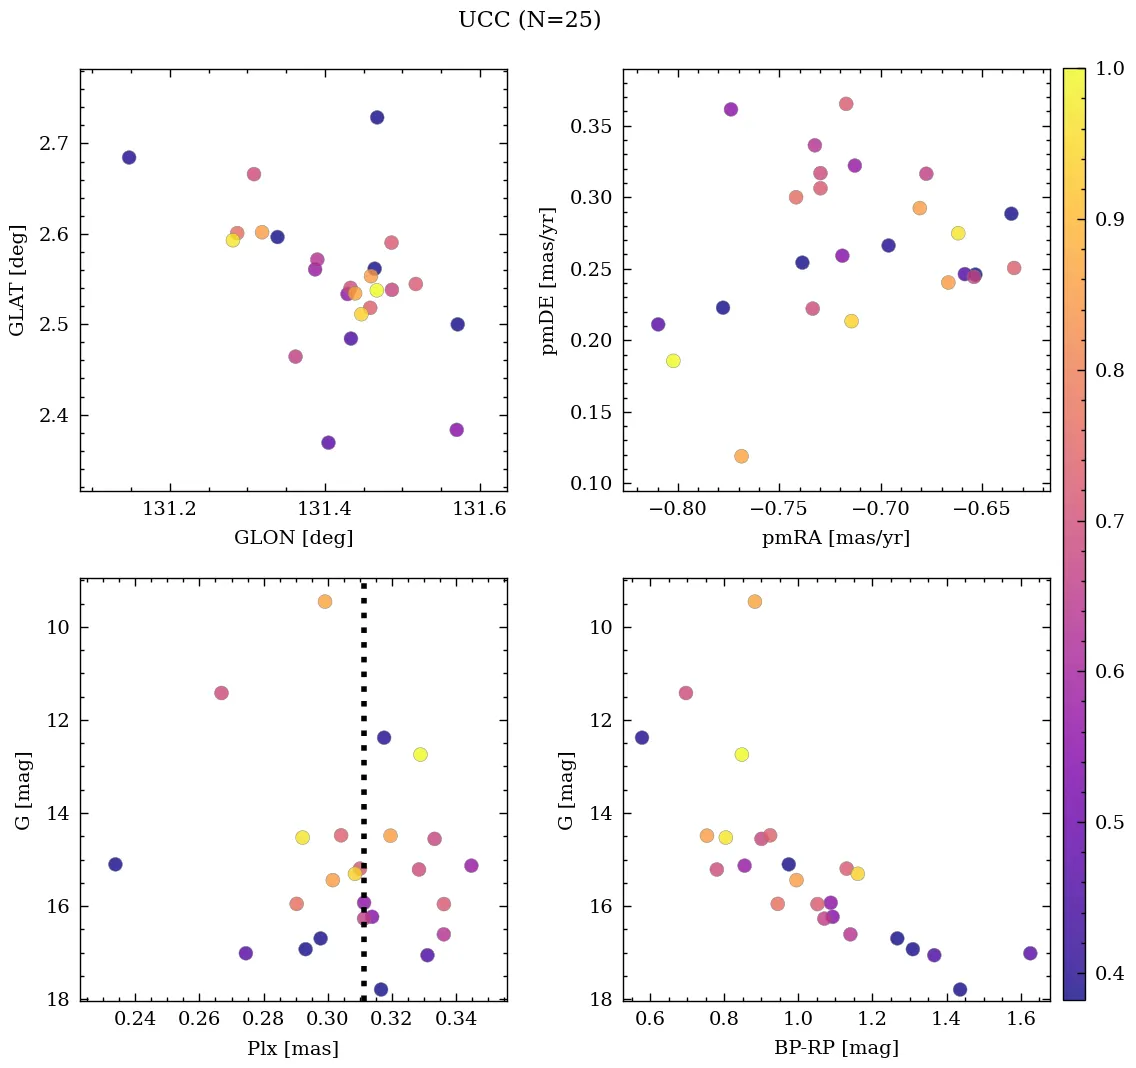 UCC (N=25)
2.7
2.6
2.5
2.4
GLAT [deg]
131.2 131.4 131.6
GLON [deg]
0.35
0.30
0.25
0.20
0.15
0.10
pmDE [mas/yr]
−0.80 −0.75 −0.70 −0.65
pmRA [mas/yr]
10
12
14
16
18
G [mag]
0.24 0.26 0.28 0.30 0.32 0.34
Plx [mas]
10
12
14
16
18
G [mag]
0.6 0.8 1.0 1.2 1.4 1.6
BP-RP [mag]
1.0
0.9
0.8
0.7
0.6
0.5
0.4